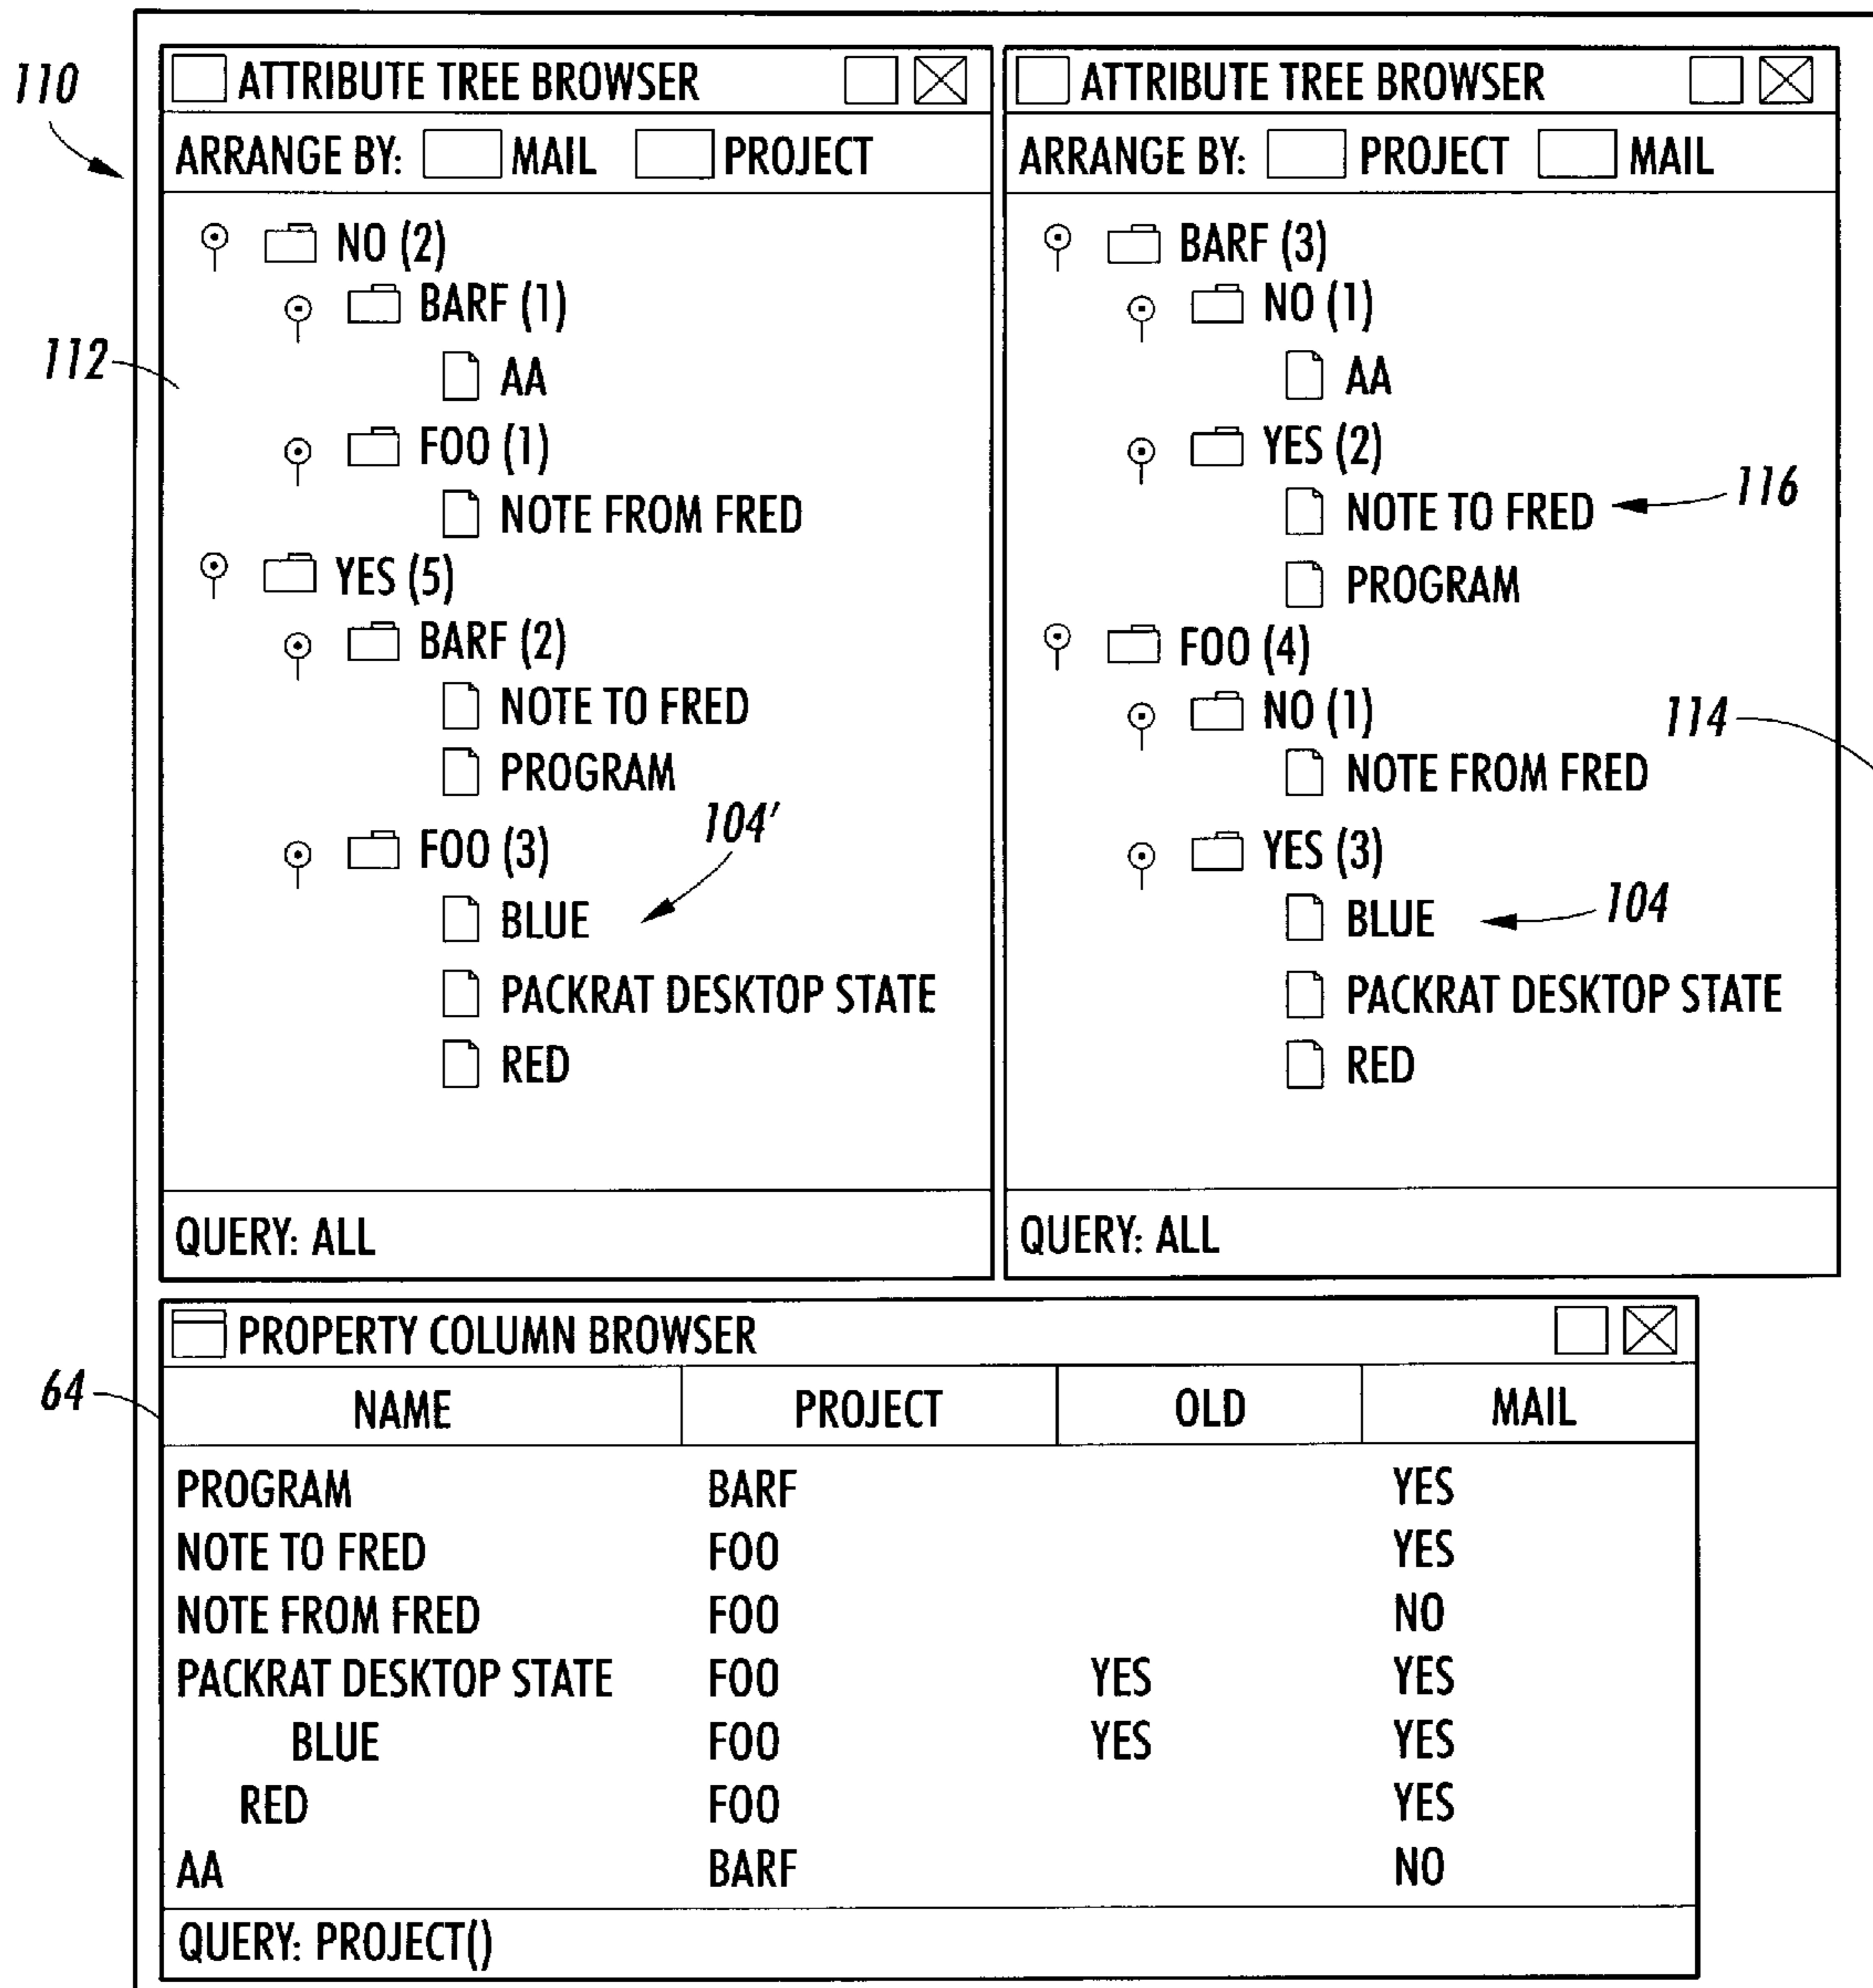 110
ATTRIBUTE TREE BROWSER
ARRANGE BY: MAIL PROJECT
NO (2)
BARF (1)
112
AA
FOO (1)
NOTE FROM FRED
YES (5)
BARF (2)
NOTE TO FRED
PROGRAM
104'
FOO (3)
BLUE
PACKRAT DESKTOP STATE
RED
QUERY: ALL
ATTRIBUTE TREE BROWSER
ARRANGE BY: PROJECT MAIL
BARF (3)
NO (1)
AA
YES (2)
NOTE TO FRED
116
PROGRAM
FOO (4)
NO (1)
114
NOTE FROM FRED
YES (3)
BLUE
104
PACKRAT DESKTOP STATE
RED
QUERY: ALL
PROPERTY COLUMN BROWSER
64
NAME PROJECT OLD MAIL
PROGRAM BARF YES
NOTE TO FRED FOO YES
NOTE FROM FRED FOO NO
PACKRAT DESKTOP STATE FOO YES YES
BLUE FOO YES YES
RED FOO YES
AA BARF NO
QUERY: PROJECT()